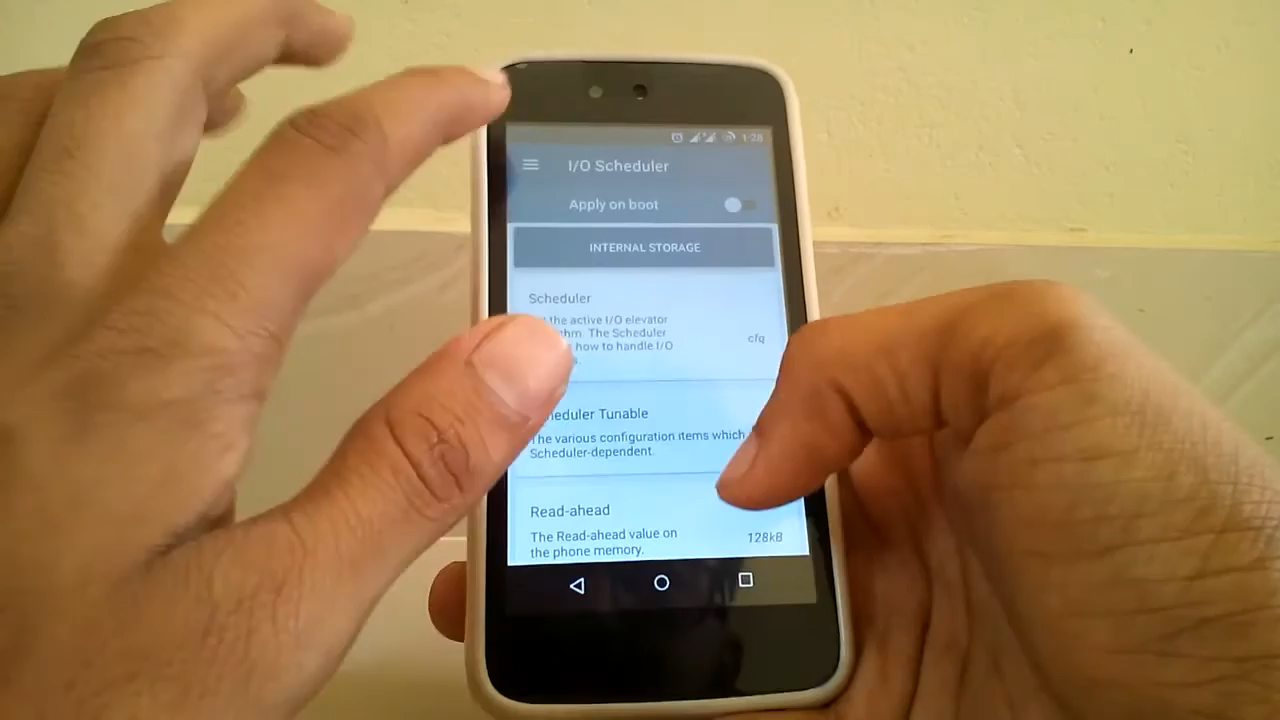 1:28
I/O Scheduler
Apply on boot
INTERNAL STORAGE
Scheduler
the active I/O elevator
The Scheduler
how to handle I/O
cfq
Tunable
The various configuration items which
Scheduler-dependent.
Read-ahead
The Read-ahead value on
the phone memory.
128kB